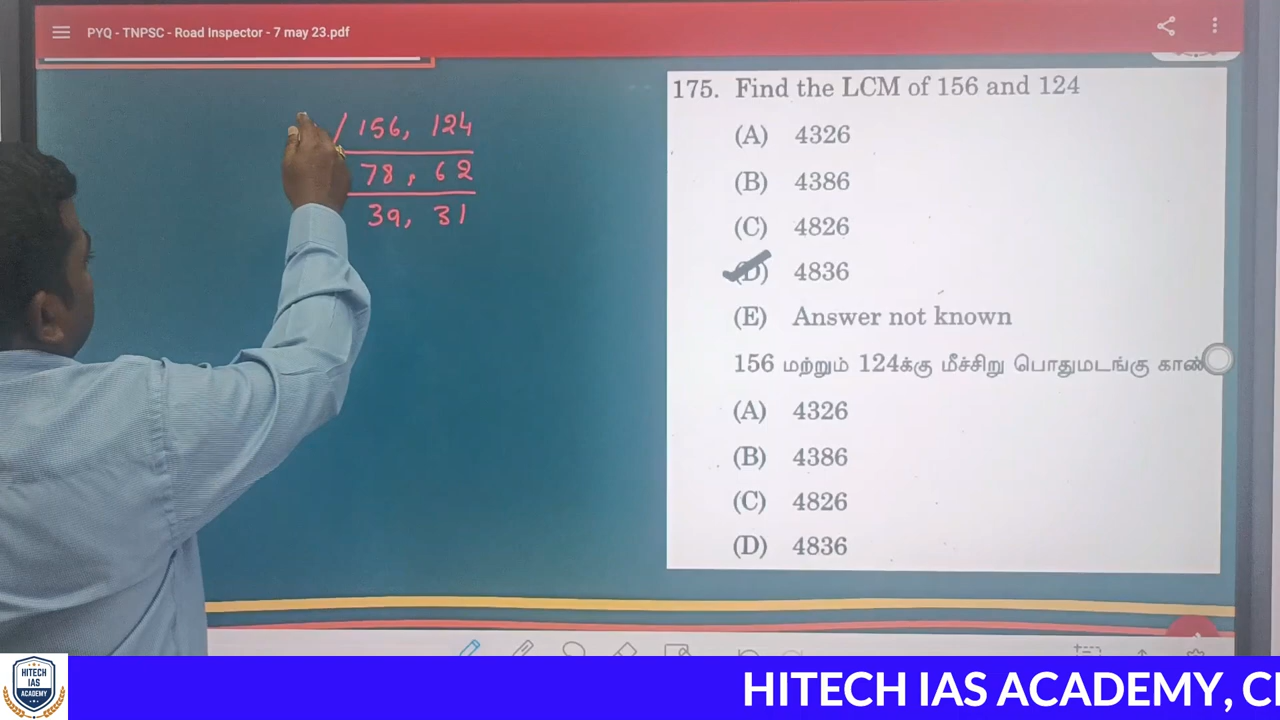 PYQ - TNPSC - Road Inspector - 7 may 23.pdf
156, 124
78, 62
39, 31
175. Find the LCM of 156 and 124
(A) 4326
(B) 4386
(C) 4826
(D) 4836
(E) Answer not known
156 மற்றும் 124க்கு மீச்சிறு பொதுமடங்கு காண்
(A) 4326
(B) 4386
(C) 4826
(D) 4836
HITECH
IAS
ACADEMY
HITECH IAS ACADEMY,